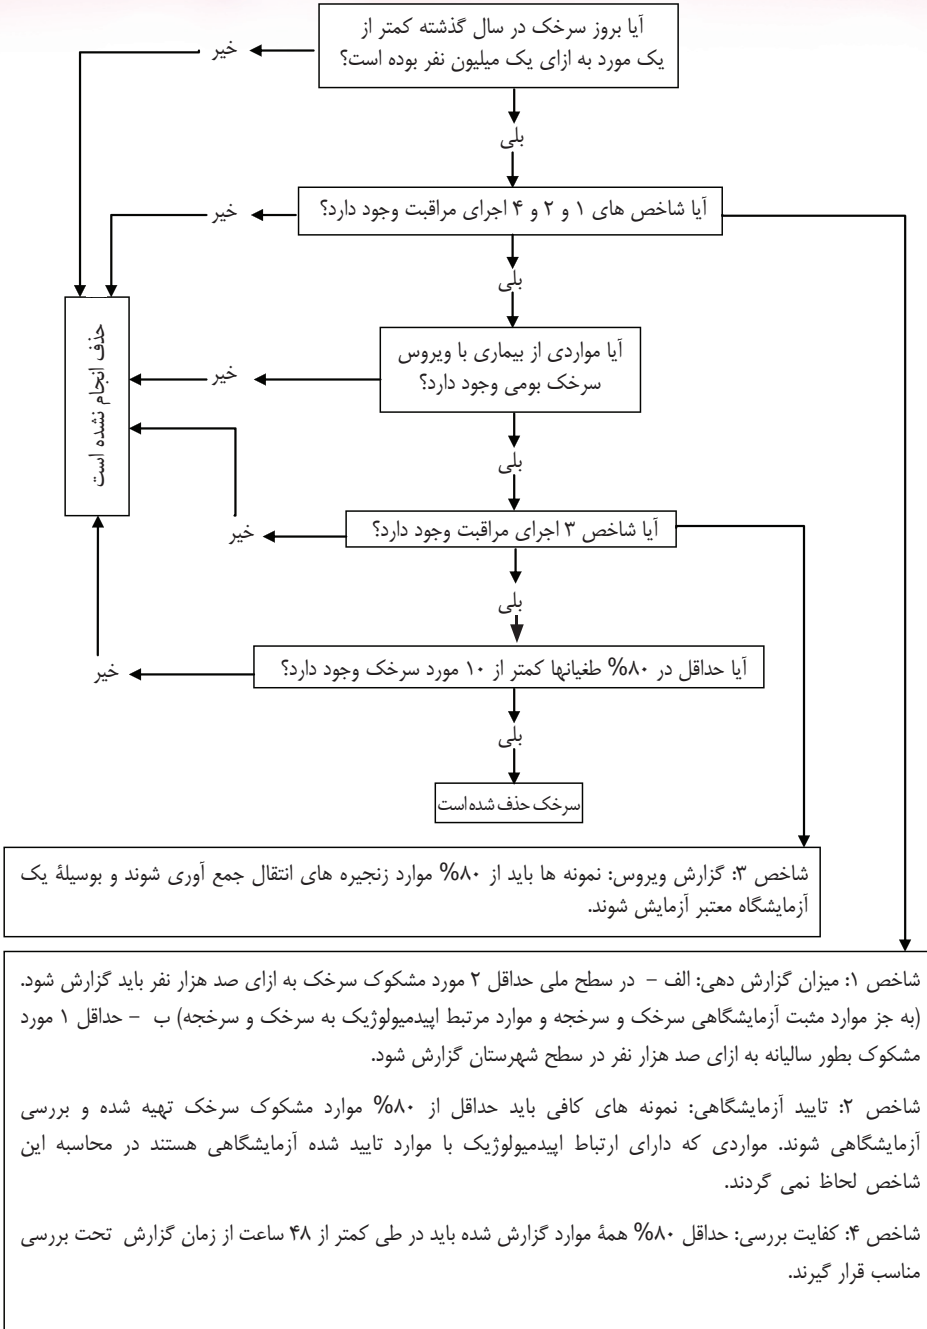 آیا بروز سرخک در سال گذشته کمتر از
یک مورد به ازای یک میلیون نفر بوده است؟
خیر
بلی
آیا شاخص های ۱ و ۲ و ۴ اجرای مراقبت وجود دارد؟
خیر
بلی
آیا مواردی از بیماری با ویروس
سرخک بومی وجود دارد؟
خیر
حذف انجام نشده است
بلی
آیا شاخص ۳ اجرای مراقبت وجود دارد؟
خیر
بلی
آیا حداقل در ۸۰% طغیانها کمتر از ۱۰ مورد سرخک وجود دارد؟
خیر
بلی
سرخک حذف شده است
شاخص ۳: گزارش ویروس: نمونه ها باید از ۸۰% موارد زنجیره های انتقال جمع آوری شوند و بوسیلۀ یک
آزمایشگاه معتبر آزمایش شوند.
شاخص ۱: میزان گزارش دهی: الف – در سطح ملی حداقل ۲ مورد مشکوک سرخک به ازای صد هزار نفر باید گزارش شود.
(به جز موارد مثبت آزمایشگاهی سرخک و سرخجه و موارد مرتبط اپیدمیولوژیک به سرخک و سرخجه) ب – حداقل ۱ مورد
مشکوک بطور سالیانه به ازای صد هزار نفر در سطح شهرستان گزارش شود.
شاخص ۲: تایید آزمایشگاهی: نمونه های کافی باید حداقل از ۸۰% موارد مشکوک سرخک تهیه شده و بررسی
آزمایشگاهی شوند. مواردی که دارای ارتباط اپیدمیولوژیک با موارد تایید شده آزمایشگاهی هستند در محاسبه این
شاخص لحاظ نمی گردند.
شاخص ۴: کفایت بررسی: حداقل ۸۰% همۀ موارد گزارش شده باید در طی کمتر از ۴۸ ساعت از زمان گزارش تحت بررسی
مناسب قرار گیرند.